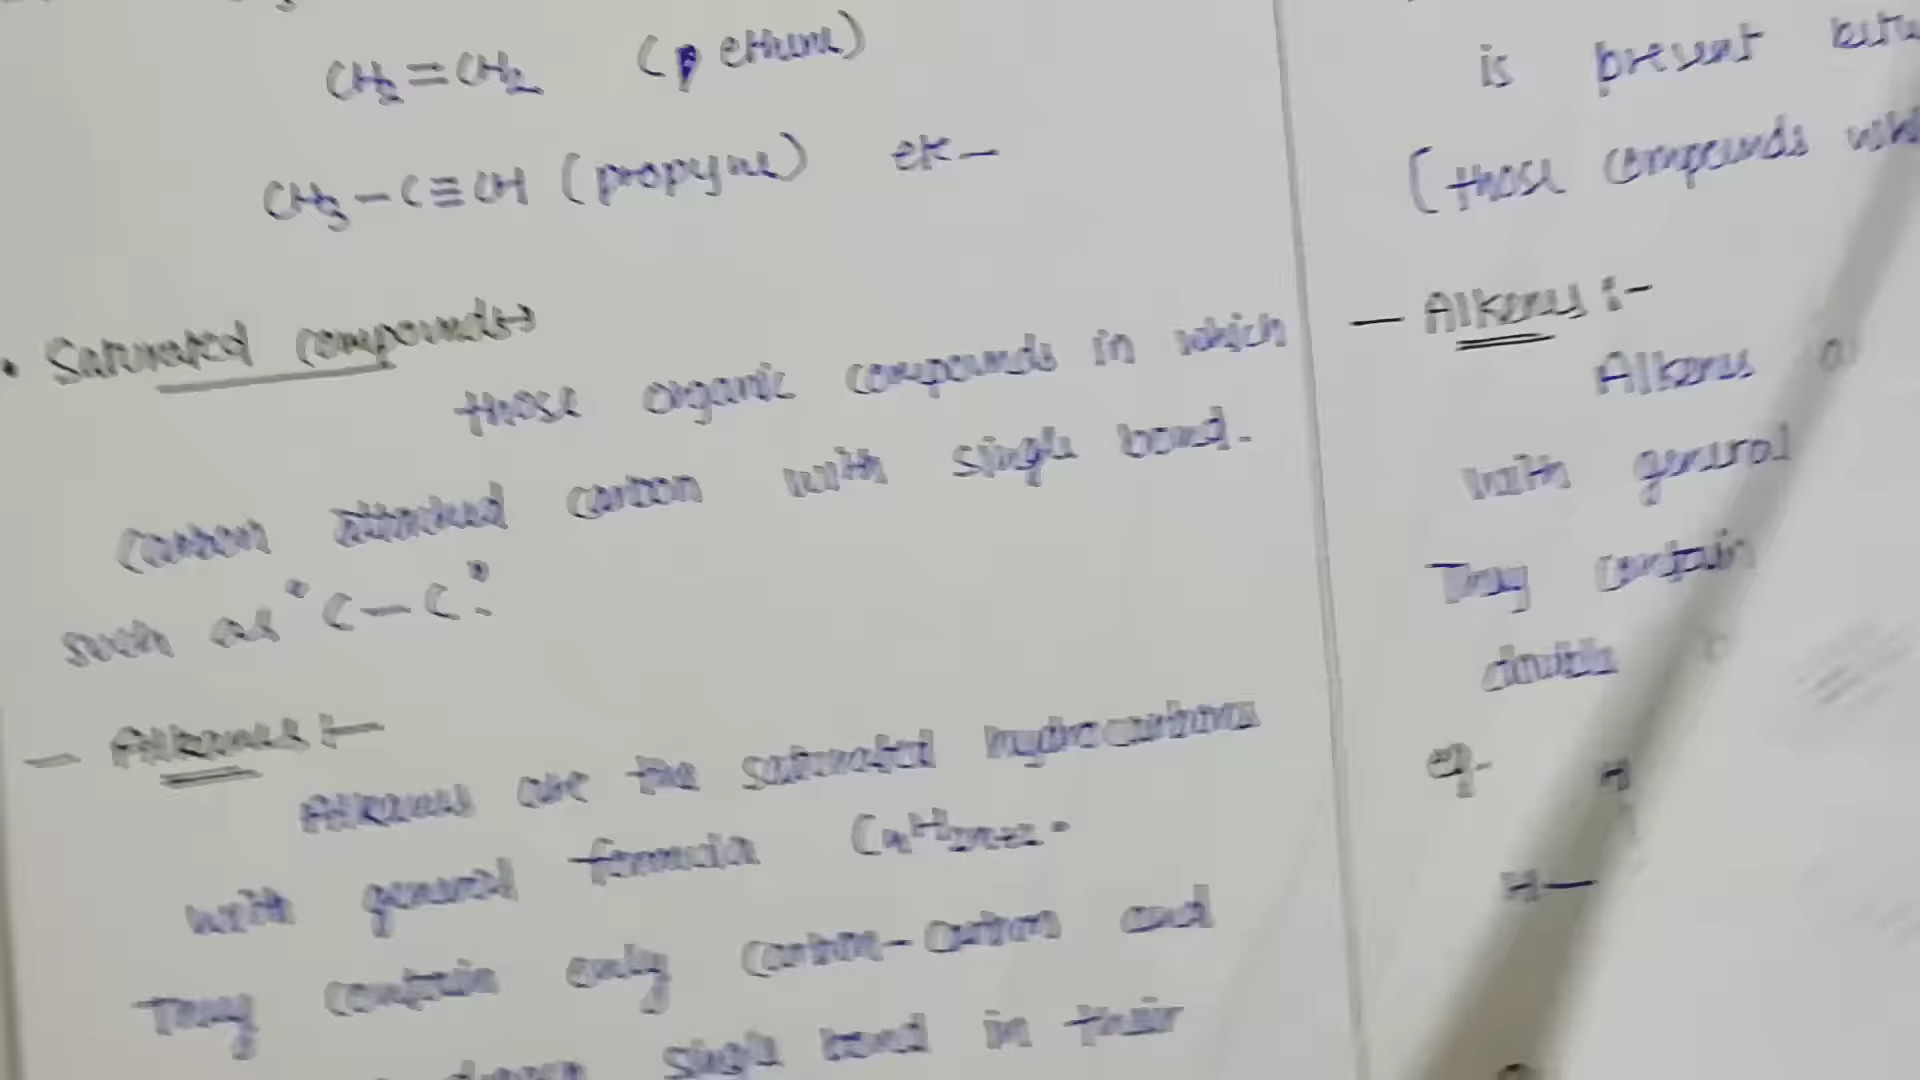 CH₂=CH₂ (ethene)
CH₃-C≡CH (propyne) etc-
• Saturated compounds→
those organic compounds in which
carbon attached carbon with single bond.
such as "C-C".
- Alkanes :-
Alkanes are the saturated hydrocarbons
with general formula CₙH₂ₙ₊₂.
They contain only carbon-carbon and
single bond in their
is present
[those compounds
- Alkenes :-
Alkenes
with general
They contain
double
eg-
H-